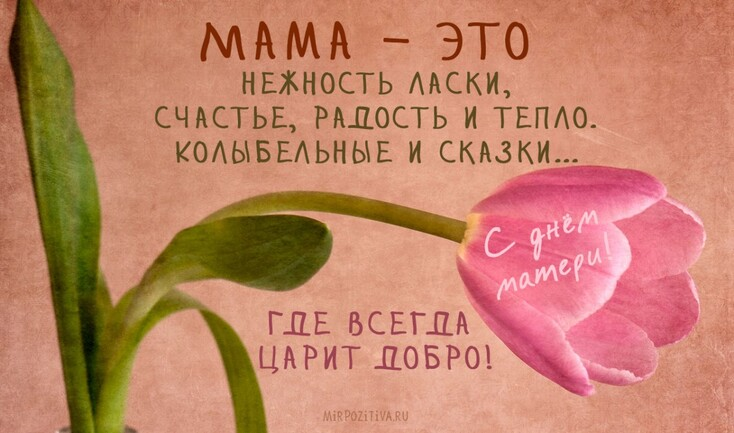 МАМА – ЭТО
НЕЖНОСТЬ ЛАСКИ,
СЧАСТЬЕ, РАДОСТЬ И ТЕПЛО.
КОЛЫБЕЛЬНЫЕ И СКАЗКИ...
С днём
матери!
ГДЕ ВСЕГДА
ЦАРИТ ДОБРО!
MIRPOZITIVA.RU